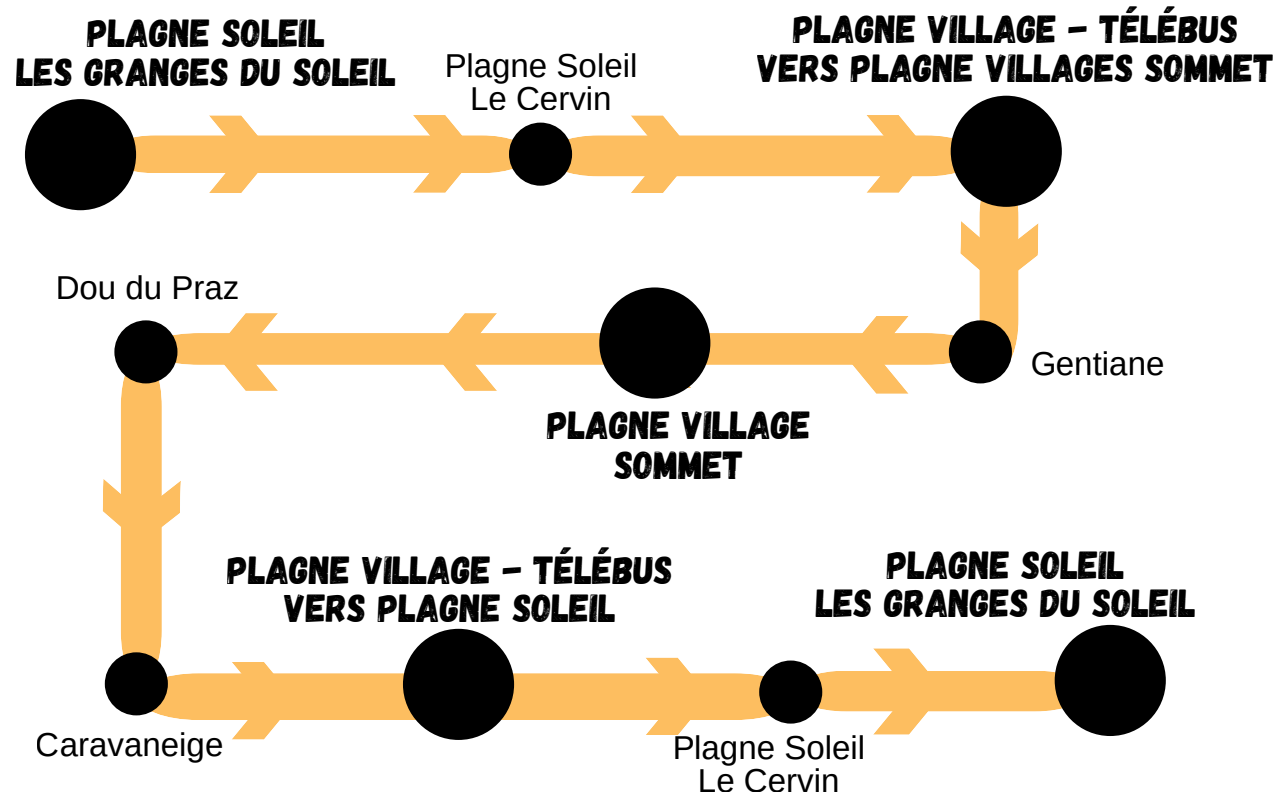 PLAGNE SOLEIL
LES GRANGES DU SOLEIL
Plagne Soleil
Le Cervin
PLAGNE VILLAGE – TÉLÉBUS
VERS PLAGNE VILLAGES SOMMET
Dou du Praz
Gentiane
PLAGNE VILLAGE
SOMMET
PLAGNE VILLAGE – TÉLÉBUS
VERS PLAGNE SOLEIL
PLAGNE SOLEIL
LES GRANGES DU SOLEIL
Caravaneige
Plagne Soleil
Le Cervin